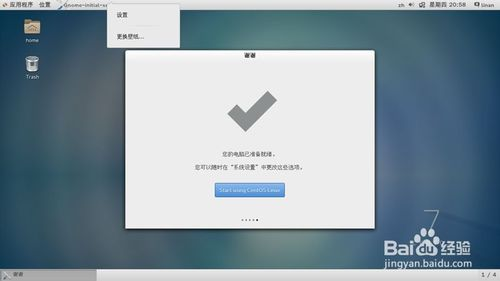 应用程序 位置 gnome-initial-se
zh 星期四 20:58 linan
设置
更换壁纸...
home
Trash
谢谢
您的电脑已准备就绪。
您可以随时在"系统设置"中更改这些选项。
Start using CentOS Linux
7
Baidu 经验
jingyan.baidu.com
谢谢
1 / 4